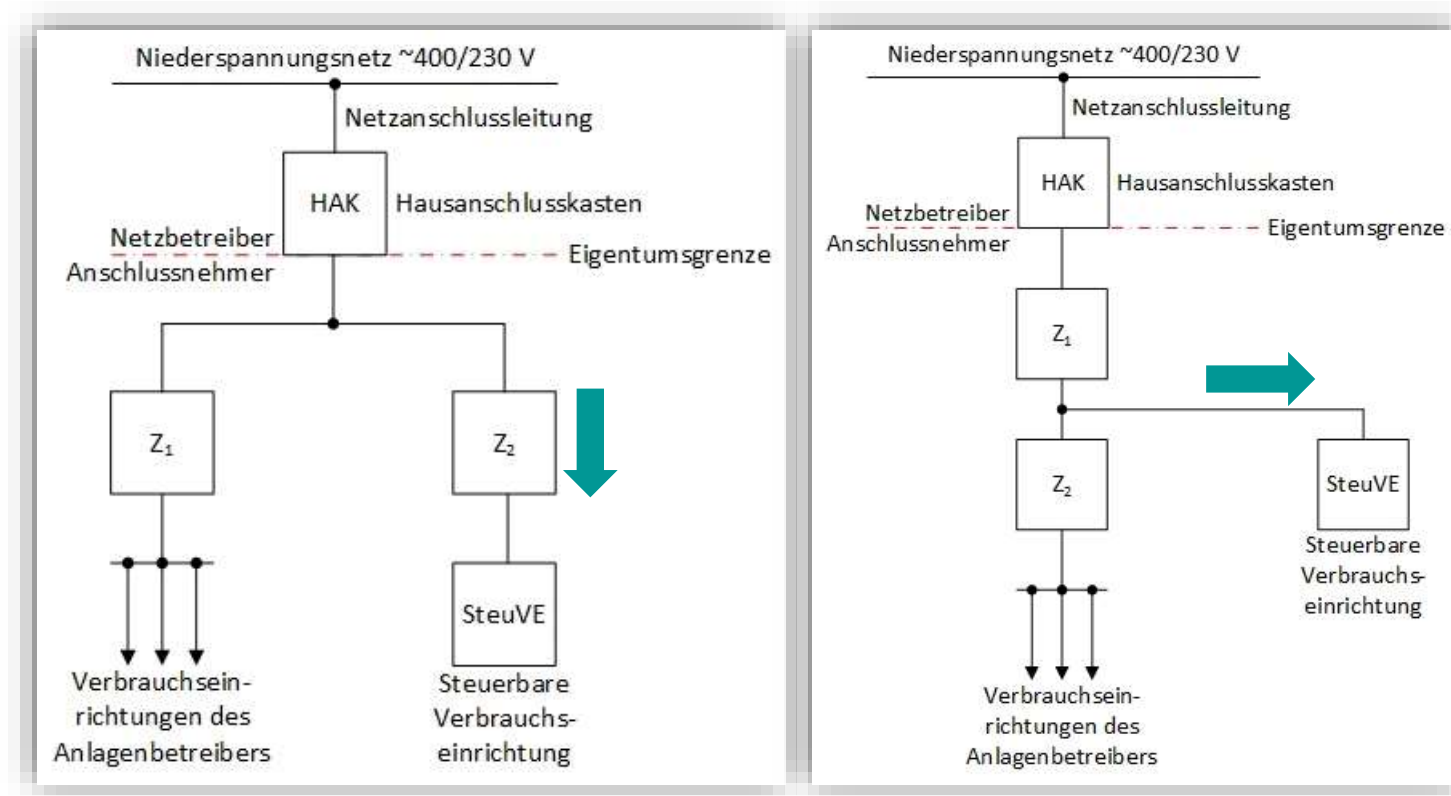 Niederspannungsnetz ~400/230 V
Netzanschlussleitung
HAK
Hausanschlusskasten
Netzbetreiber
Anschlussnehmer
Eigentumsgrenze
Z₁
Z₂
SteuVE
Verbrauchsein-
richtungen des
Anlagenbetreibers
Steuerbare
Verbrauchs-
einrichtung
Niederspannungsnetz ~400/230 V
Netzanschlussleitung
HAK
Hausanschlusskasten
Netzbetreiber
Anschlussnehmer
Eigentumsgrenze
Z₁
Z₂
SteuVE
Steuerbare
Verbrauchs-
einrichtung
Verbrauchsein-
richtungen des
Anlagenbetreibers